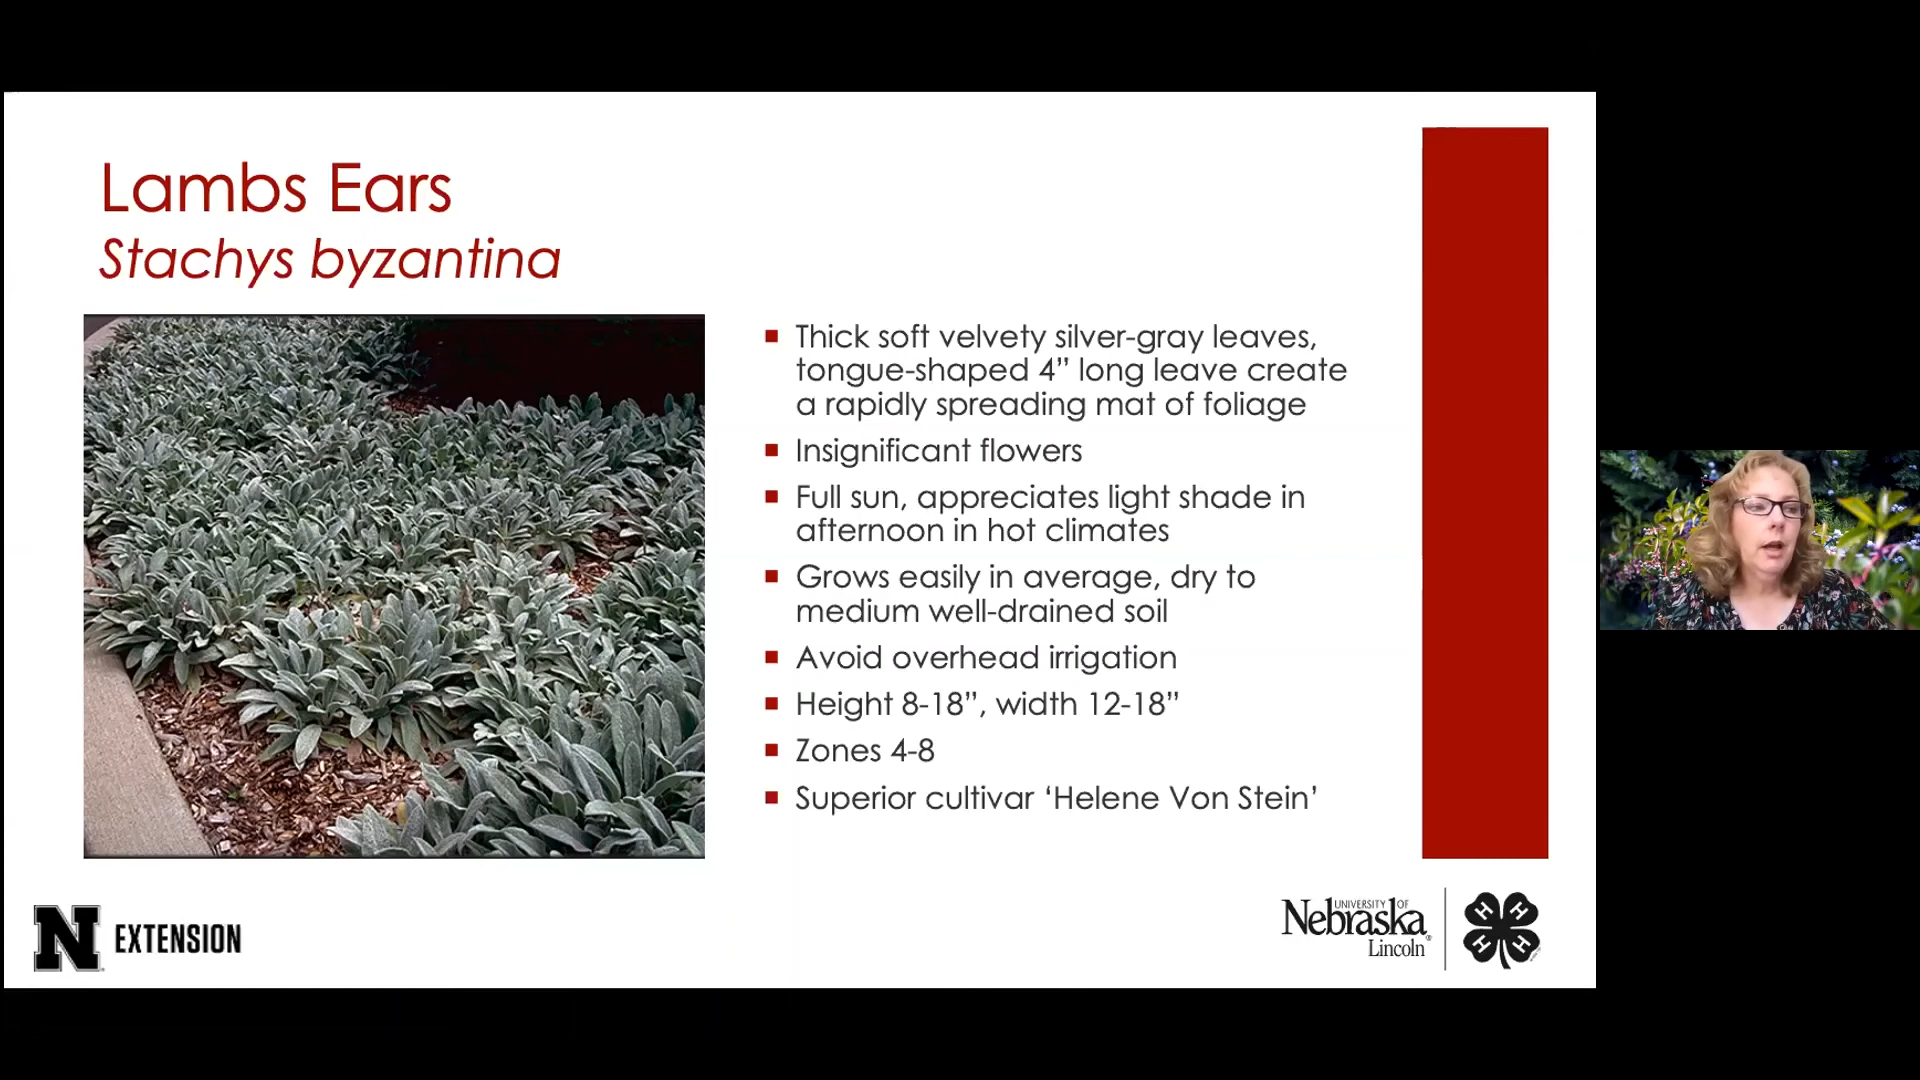 Lambs Ears
Stachys byzantina
Thick soft velvety silver-gray leaves,
tongue-shaped 4” long leave create
a rapidly spreading mat of foliage
Insignificant flowers
Full sun, appreciates light shade in
afternoon in hot climates
Grows easily in average, dry to
medium well-drained soil
Avoid overhead irrigation
Height 8-18”, width 12-18”
Zones 4-8
Superior cultivar ‘Helene Von Stein’
N EXTENSION
UNIVERSITY OF
Nebraska
Lincoln
H H H H